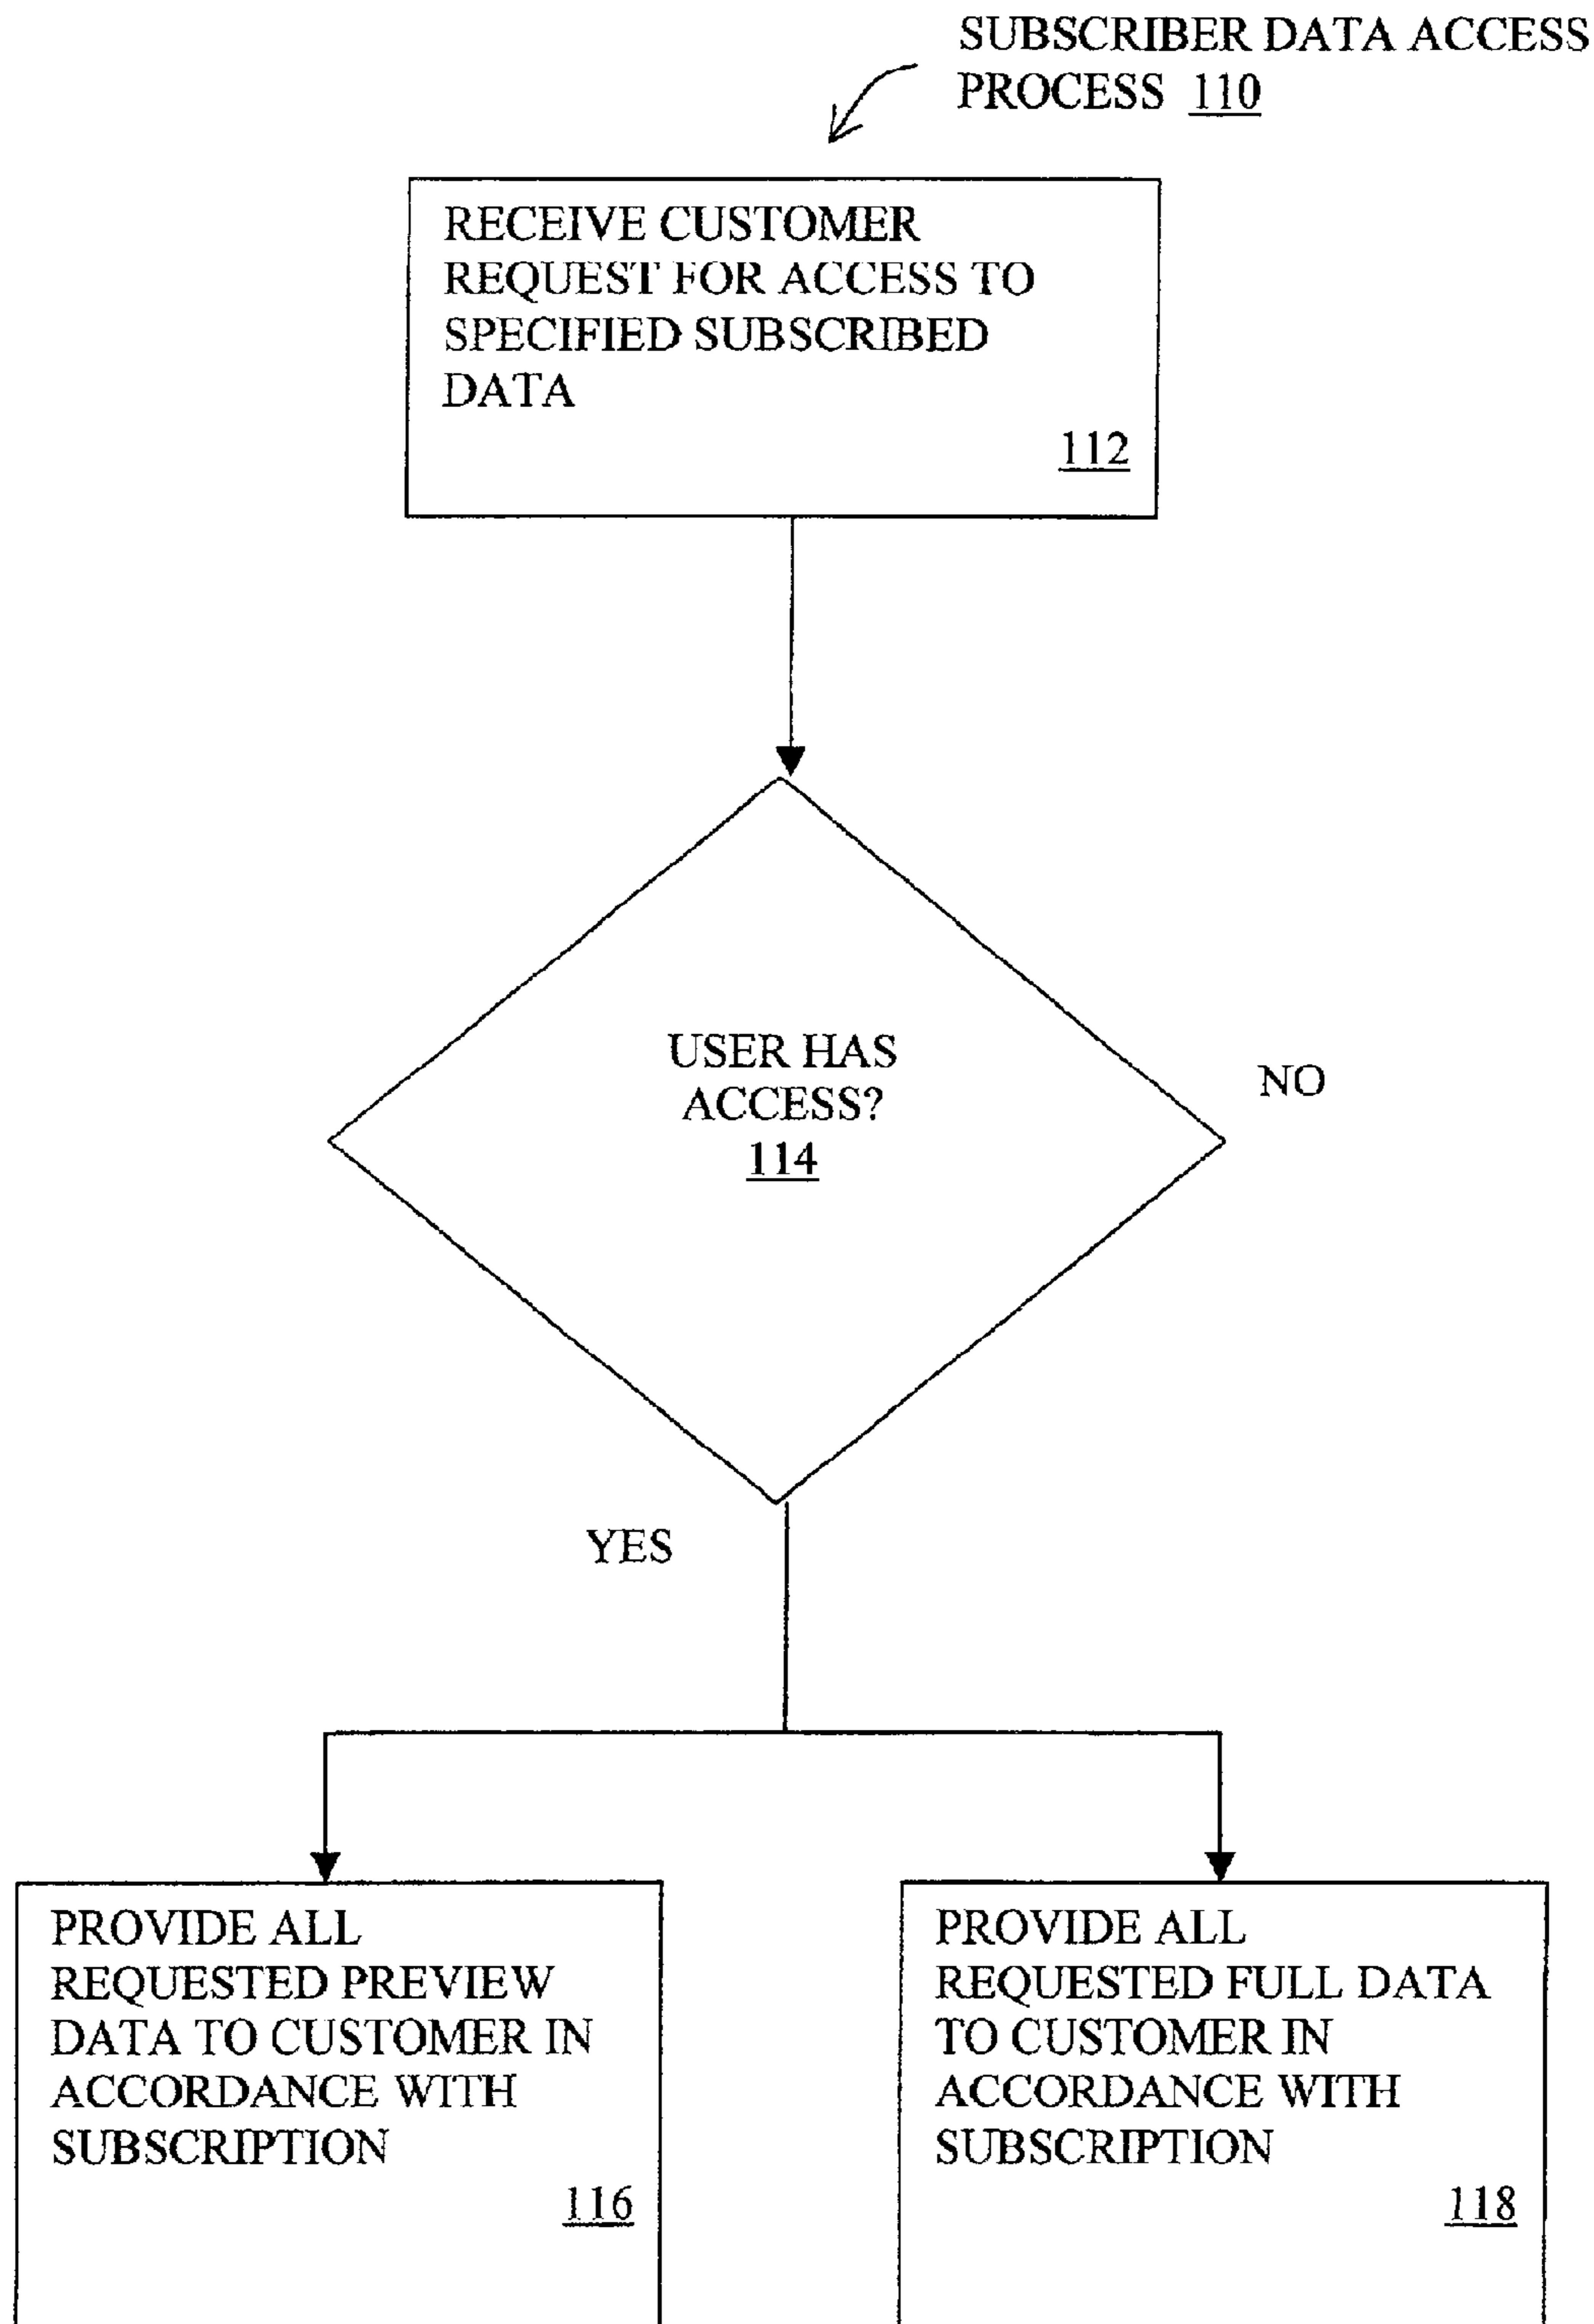 SUBSCRIBER DATA ACCESS
PROCESS 110
RECEIVE CUSTOMER
REQUEST FOR ACCESS TO
SPECIFIED SUBSCRIBED
DATA
112
USER HAS
ACCESS?
114
NO
YES
PROVIDE ALL
REQUESTED PREVIEW
DATA TO CUSTOMER IN
ACCORDANCE WITH
SUBSCRIPTION
116
PROVIDE ALL
REQUESTED FULL DATA
TO CUSTOMER IN
ACCORDANCE WITH
SUBSCRIPTION
118